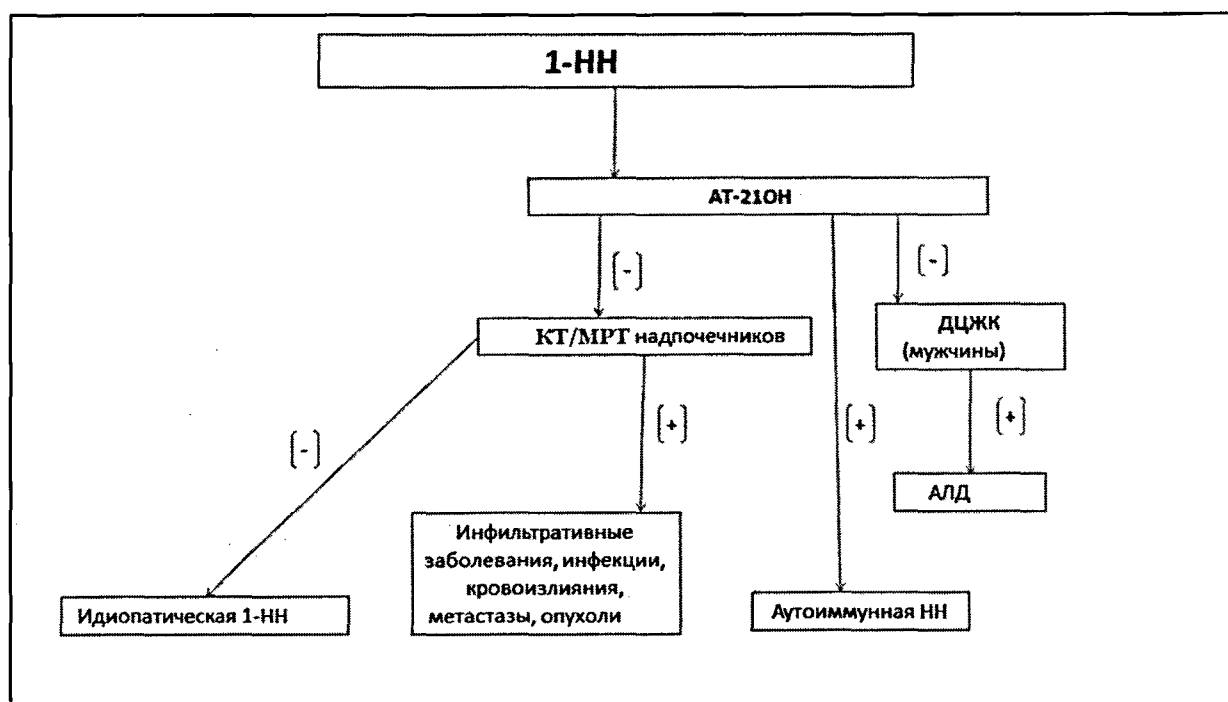 1-НН
АТ-21ОН
(-)
(-)
КТ/МРТ надпочечников
ДЦЖК
(мужчины)
(-)
(+)
(+)
(+)
АЛД
Инфильтративные
заболевания, инфекции,
кровоизлияния,
метастазы, опухоли
Идиопатическая 1-НН
Аутоиммунная НН